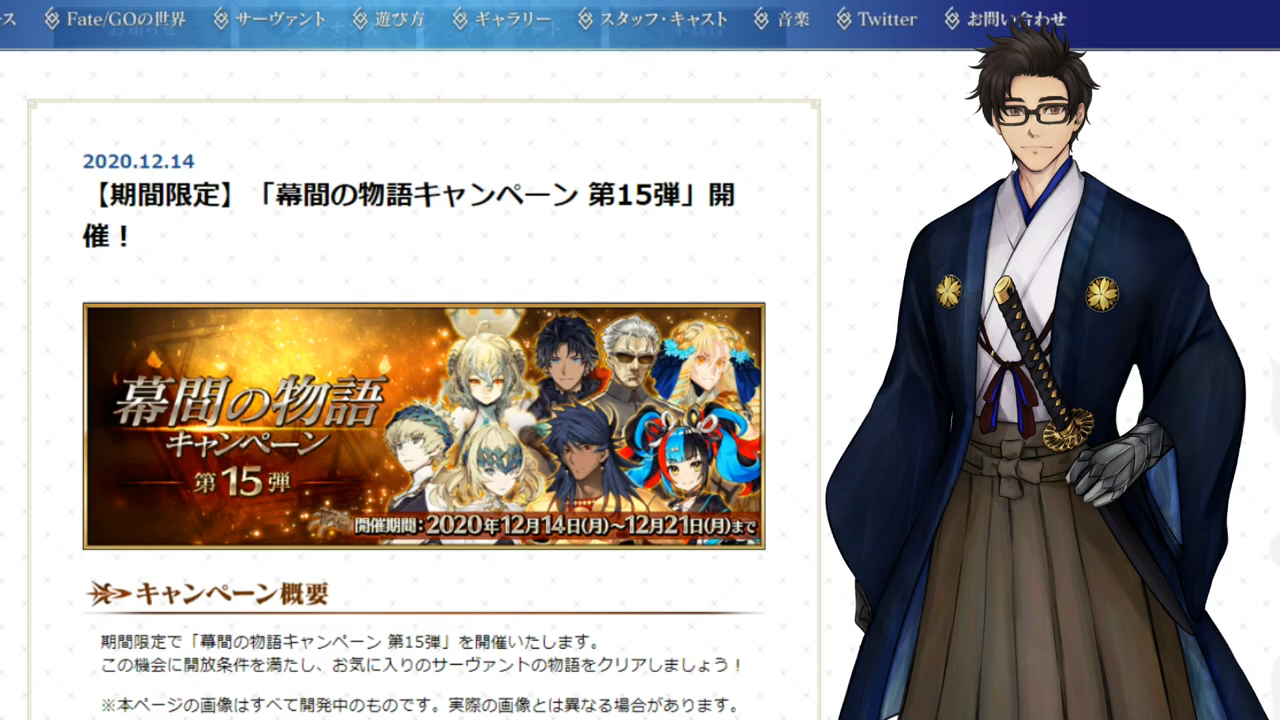 ース Fate/GOの世界 サーヴァント 遊び方 ギャラリー スタッフ・キャスト 音楽 Twitter お問い合わせ
2020.12.14
【期間限定】「幕間の物語キャンペーン 第15弾」開
催！
幕間の物語
キャンペーン
第15弾
開催期間：2020年12月14日(月)～12月21日(月)まで
キャンペーン概要
期間限定で「幕間の物語キャンペーン 第15弾」を開催いたします。
この機会に開放条件を満たし、お気に入りのサーヴァントの物語をクリアしましょう！
※本ページの画像はすべて開発中のものです。実際の画像とは異なる場合があります。